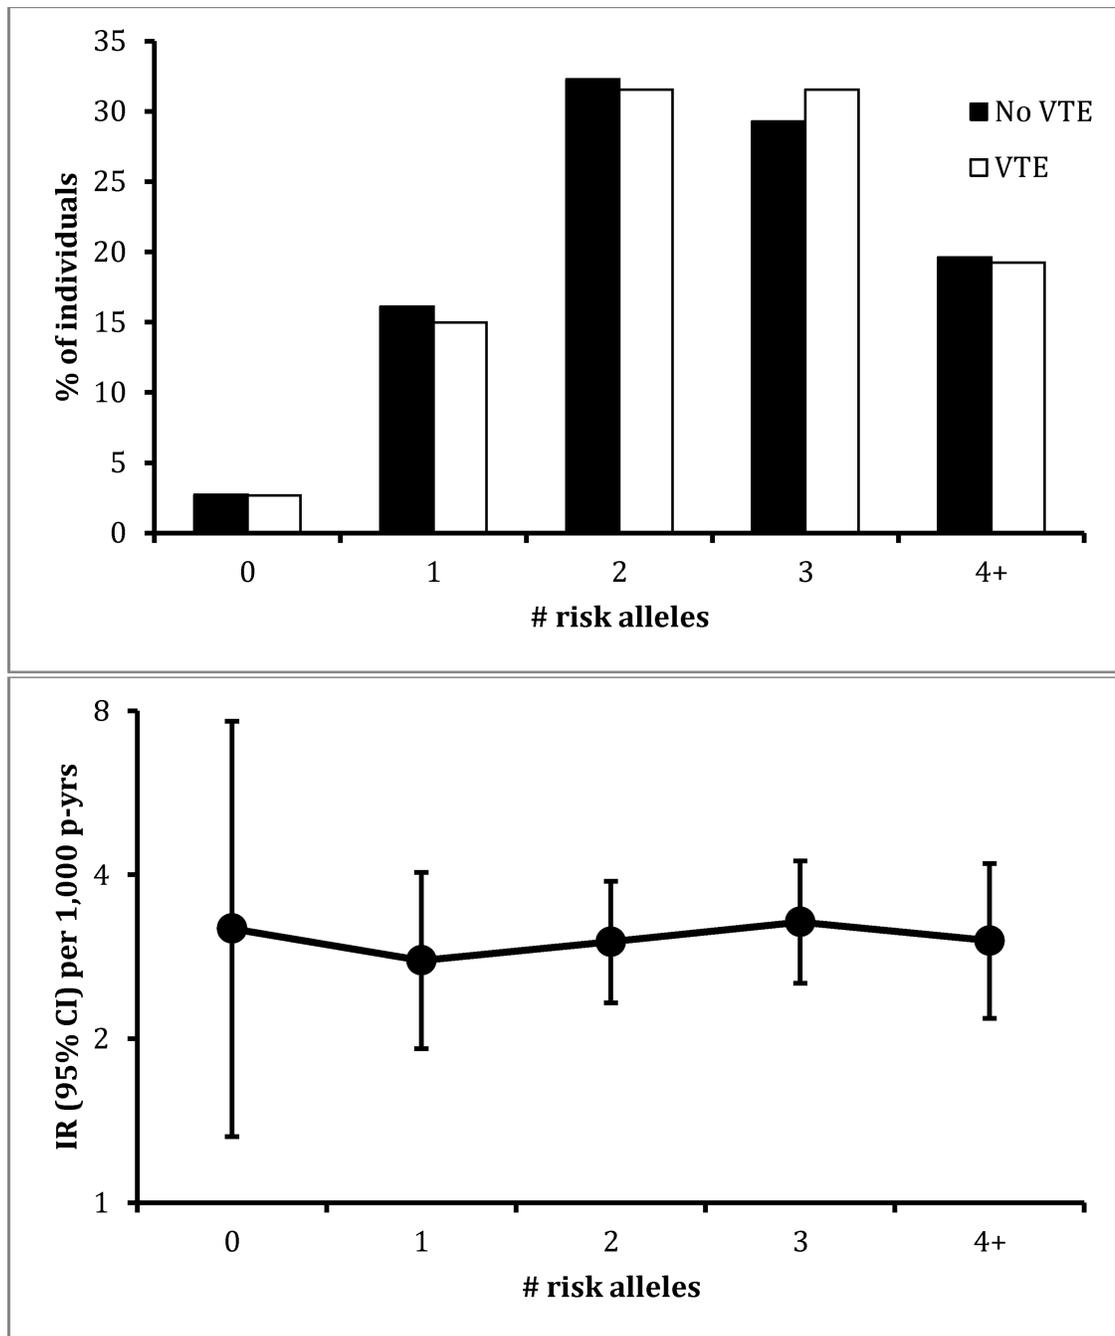 35
30
25
20
15
10
5
0
% of individuals
No VTE
VTE
0 1 2 3 4+
# risk alleles
8
4
2
1
IR (95% CI) per 1,000 p-yrs
0 1 2 3 4+
# risk alleles